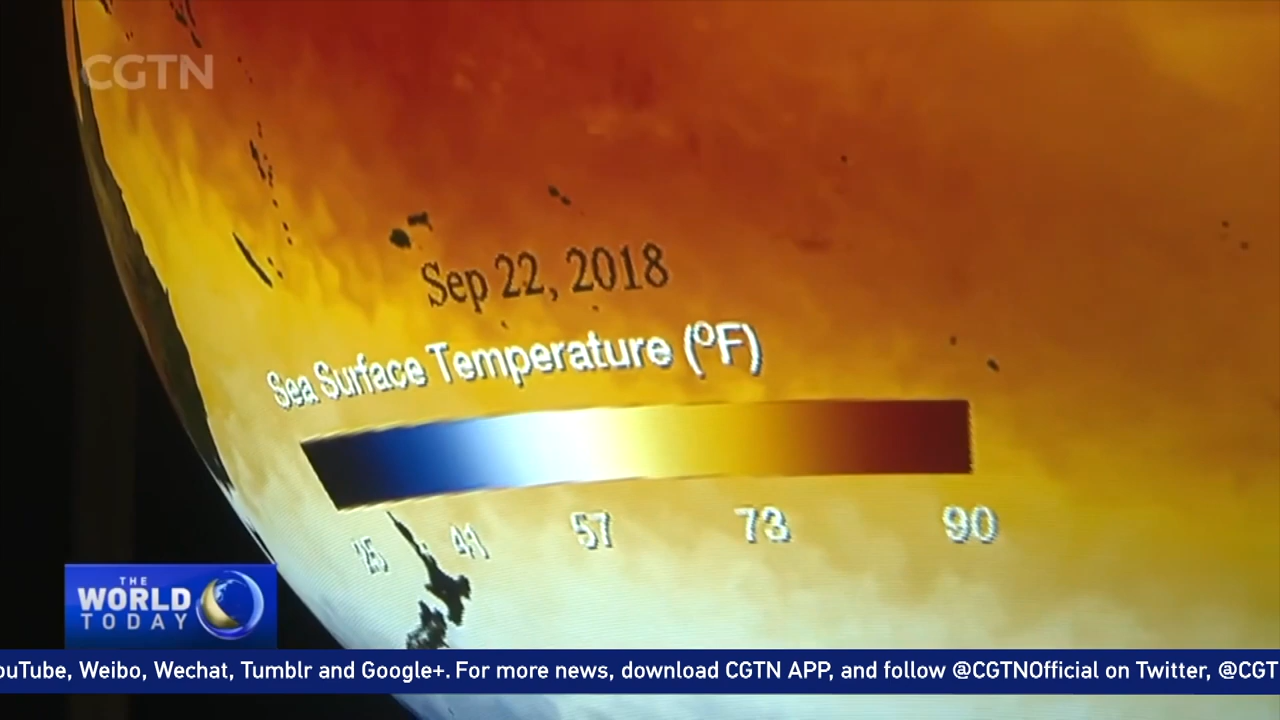 CGTN
Sep 22, 2018
Sea Surface Temperature (ºF)
25 41 57 73 90
THE
WORLD
TODAY
ouTube, Weibo, Wechat, Tumblr and Google+. For more news, download CGTN APP, and follow @CGTNOfficial on Twitter, @CGT